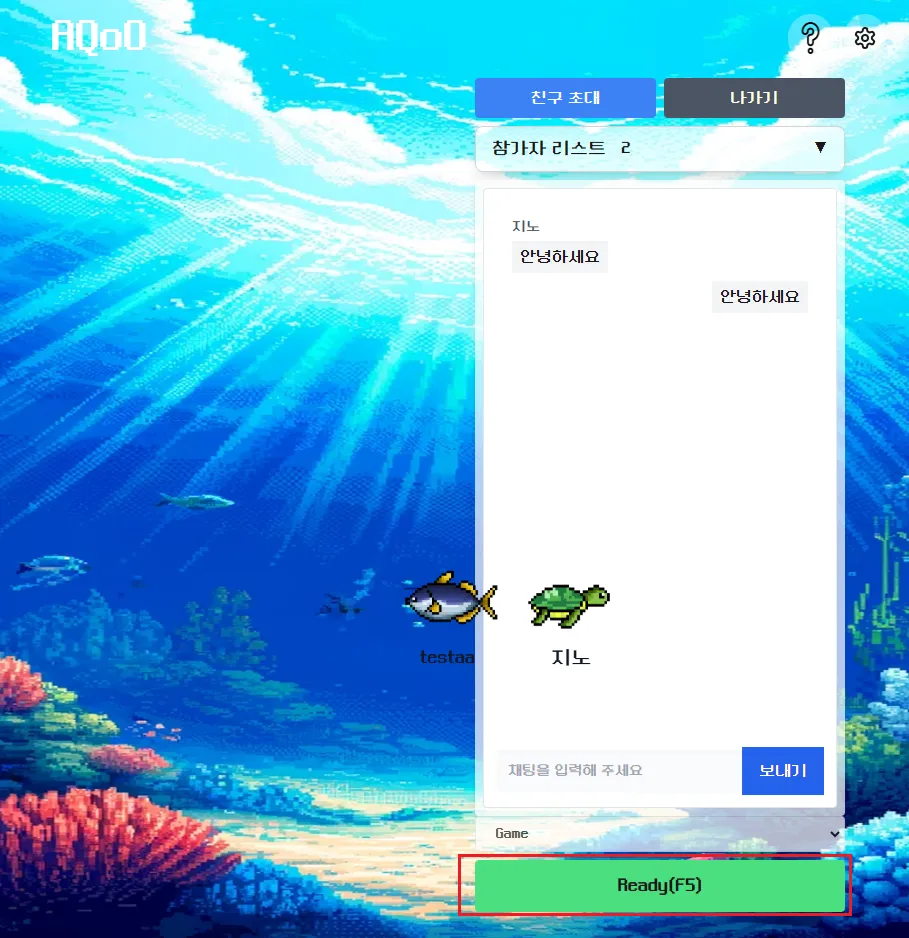 AQoO
친구 초대
나가기
참가자 리스트 2
지노
안녕하세요
안녕하세요
testaa
지노
채팅을 입력해 주세요
보내기
Game
Ready(F5)